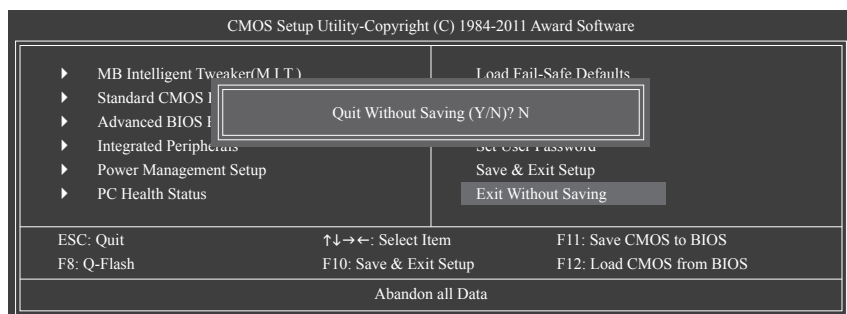 CMOS Setup Utility-Copyright (C) 1984-2011 Award Software
MB Intelligent Tweaker(M.I.T.)
Standard CMOS
Advanced BIOS
Integrated Peripherals
Power Management Setup
PC Health Status
Load Fail-Safe Defaults
Set User Password
Save & Exit Setup
Exit Without Saving
Quit Without Saving (Y/N)? N
ESC: Quit
↑↓→←: Select Item
F11: Save CMOS to BIOS
F8: Q-Flash
F10: Save & Exit Setup
F12: Load CMOS from BIOS
Abandon all Data